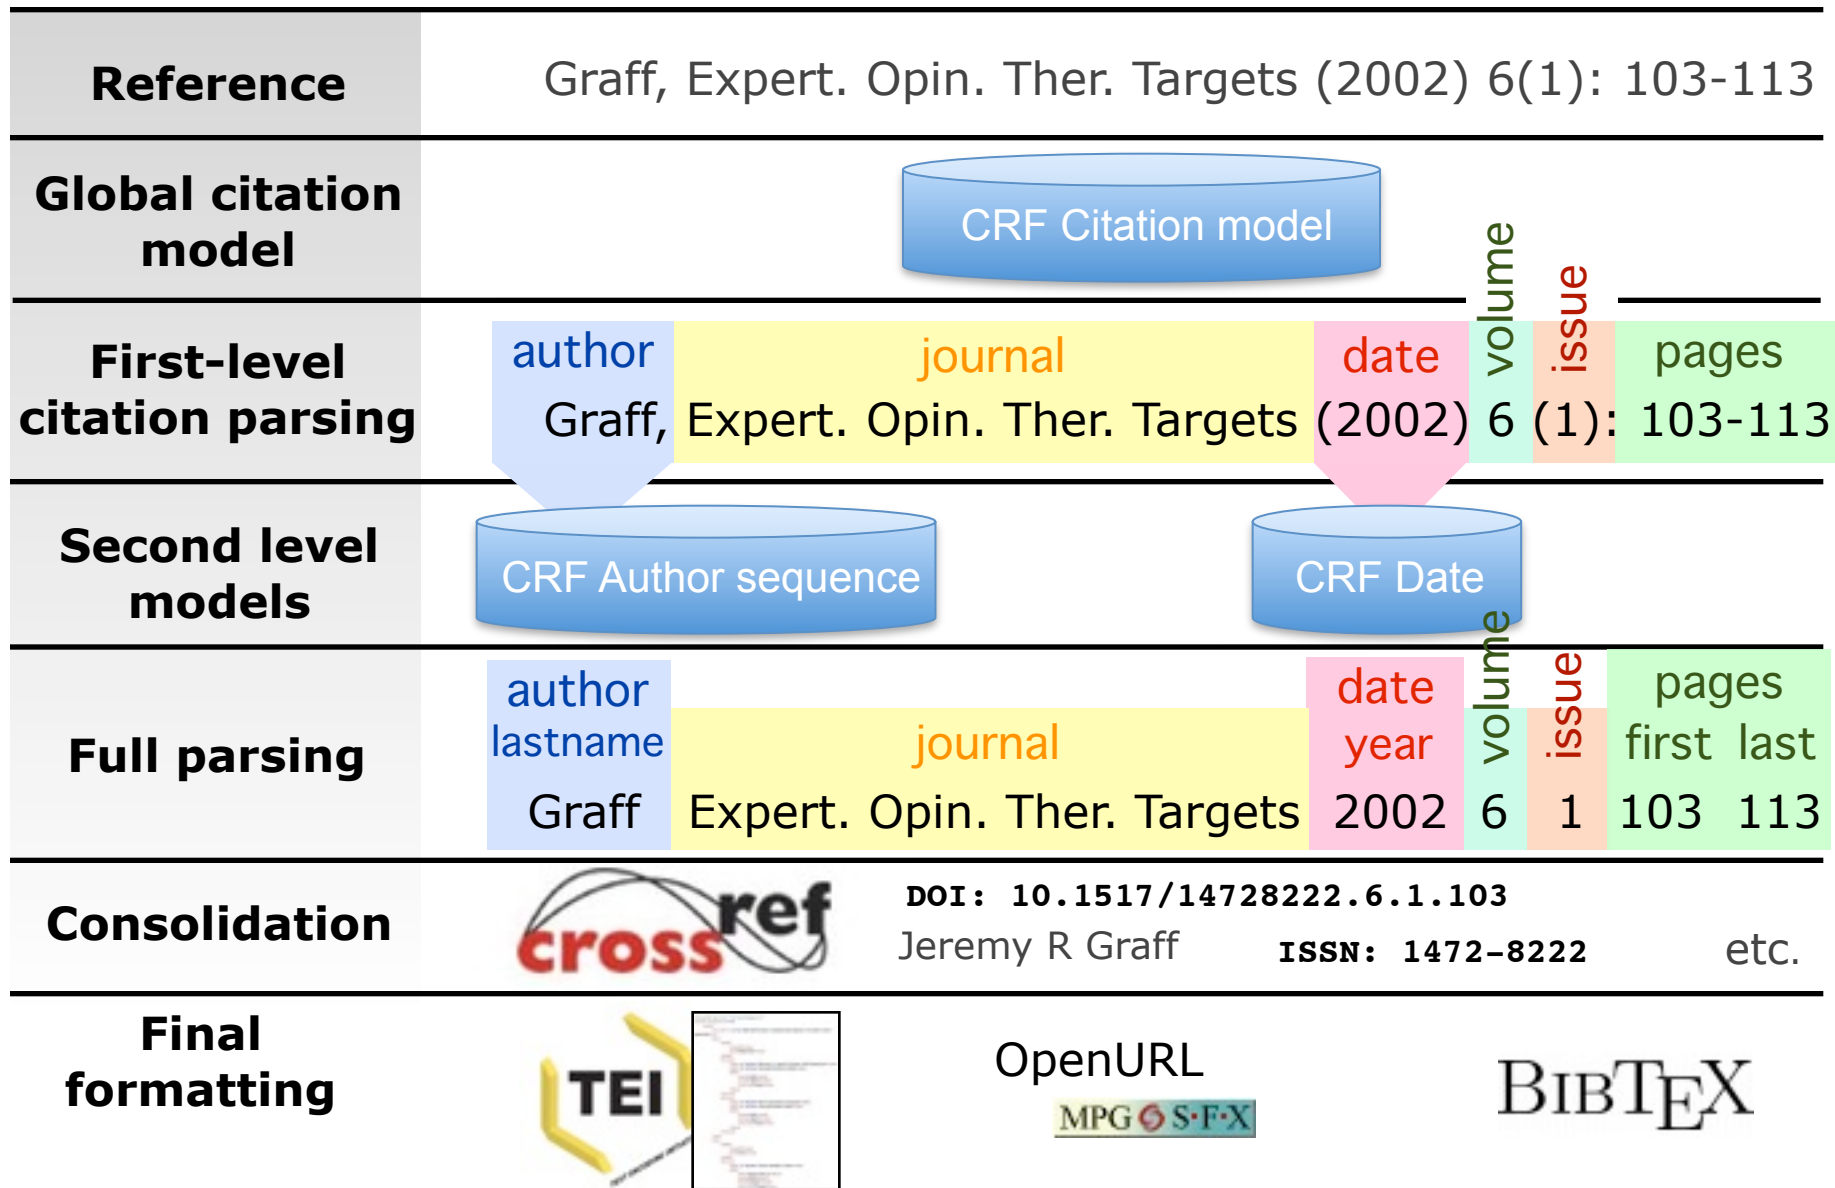 Reference
Graff, Expert. Opin. Ther. Targets (2002) 6(1): 103-113
Global citation
model
CRF Citation model
First-level
citation parsing
author journal date volume issue pages
Graff, Expert. Opin. Ther. Targets (2002) 6 (1): 103-113
Second level
models
CRF Author sequence
CRF Date
Full parsing
author date volume issue pages
lastname journal year first last
Graff Expert. Opin. Ther. Targets 2002 6 1 103 113
Consolidation
crossref
DOI: 10.1517/14728222.6.1.103
Jeremy R Graff ISSN: 1472-8222 etc.
Final
formatting
TEI
OpenURL
MPG S·F·X
BIBTEX